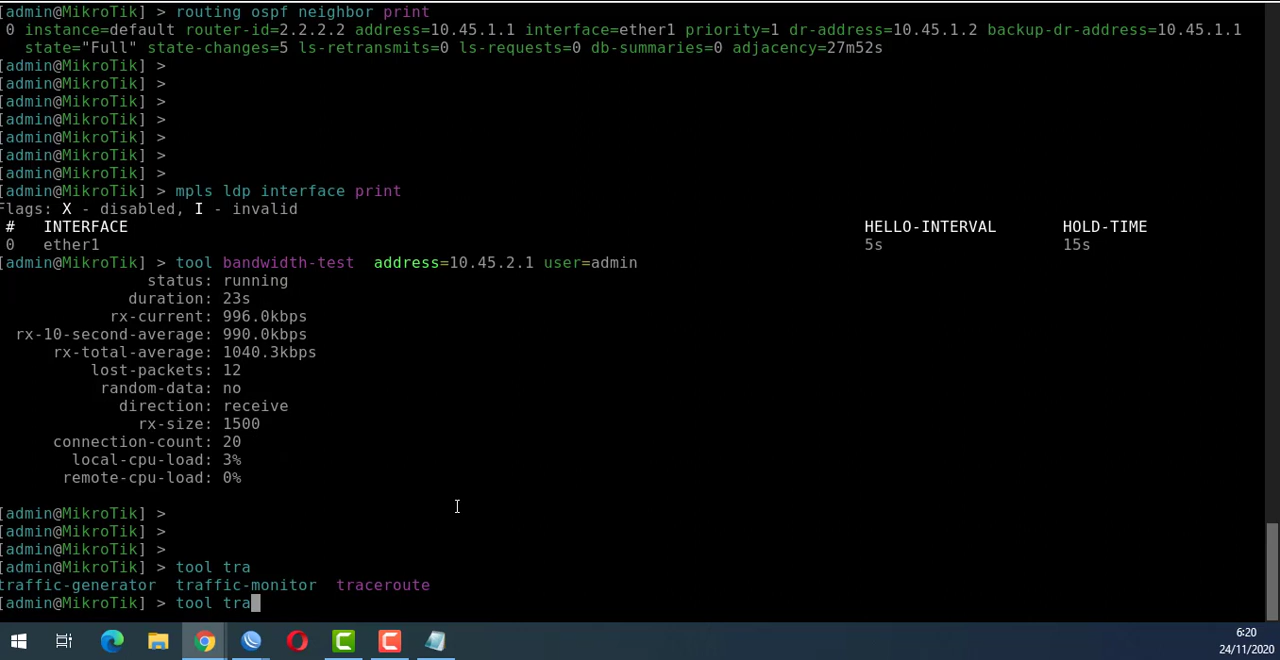 [admin@MikroTik] > routing ospf neighbor print
0 instance=default router-id=2.2.2.2 address=10.45.1.1 interface=ether1 priority=1 dr-address=10.45.1.2 backup-dr-address=10.45.1.1
state="Full" state-changes=5 ls-retransmits=0 ls-requests=0 db-summaries=0 adjacency=27m52s
[admin@MikroTik] >
[admin@MikroTik] >
[admin@MikroTik] >
[admin@MikroTik] >
[admin@MikroTik] >
[admin@MikroTik] >
[admin@MikroTik] >
[admin@MikroTik] > mpls ldp interface print
Flags: X - disabled, I - invalid
# INTERFACE HELLO-INTERVAL HOLD-TIME
0 ether1 5s 15s
[admin@MikroTik] > tool bandwidth-test address=10.45.2.1 user=admin
status: running
duration: 23s
rx-current: 996.0kbps
rx-10-second-average: 990.0kbps
rx-total-average: 1040.3kbps
lost-packets: 12
random-data: no
direction: receive
rx-size: 1500
connection-count: 20
local-cpu-load: 3%
remote-cpu-load: 0%
[admin@MikroTik] >
[admin@MikroTik] >
[admin@MikroTik] >
[admin@MikroTik] > tool tra
traffic-generator traffic-monitor traceroute
[admin@MikroTik] > tool tra
6:20
24/11/2020